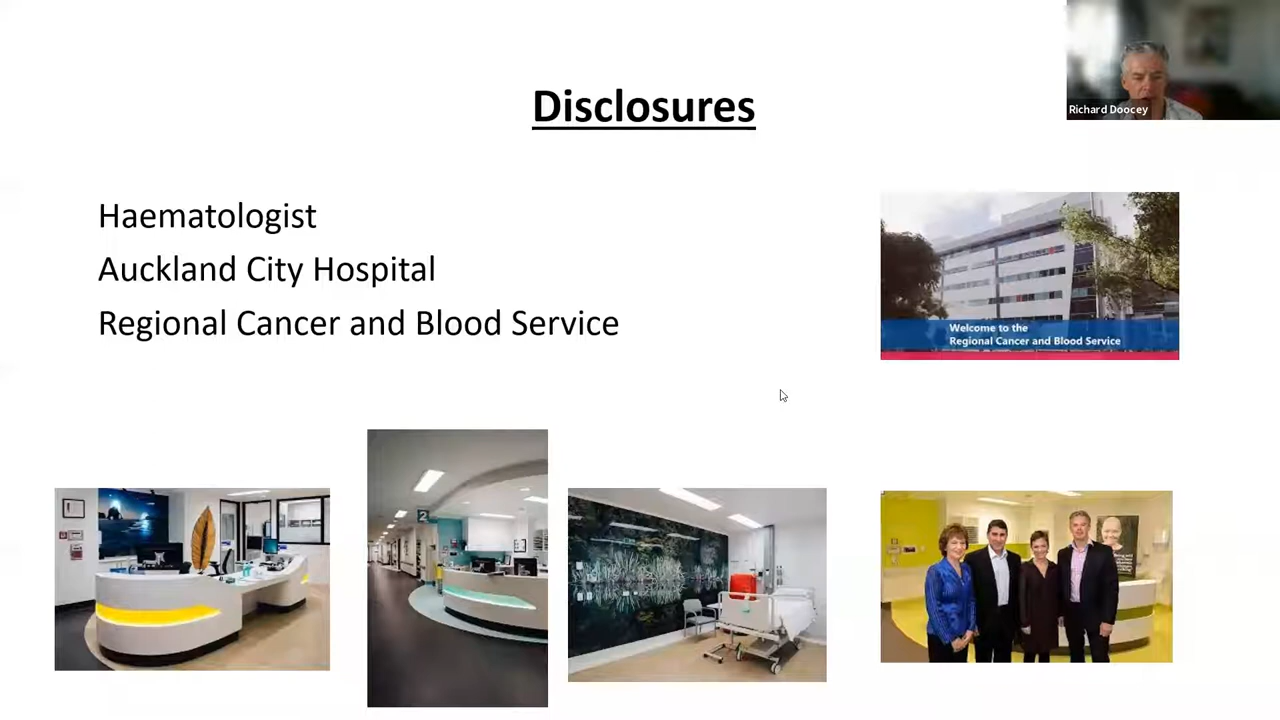 Disclosures
Richard Doocey
Haematologist
Auckland City Hospital
Regional Cancer and Blood Service
Welcome to the
Regional Cancer and Blood Service
2